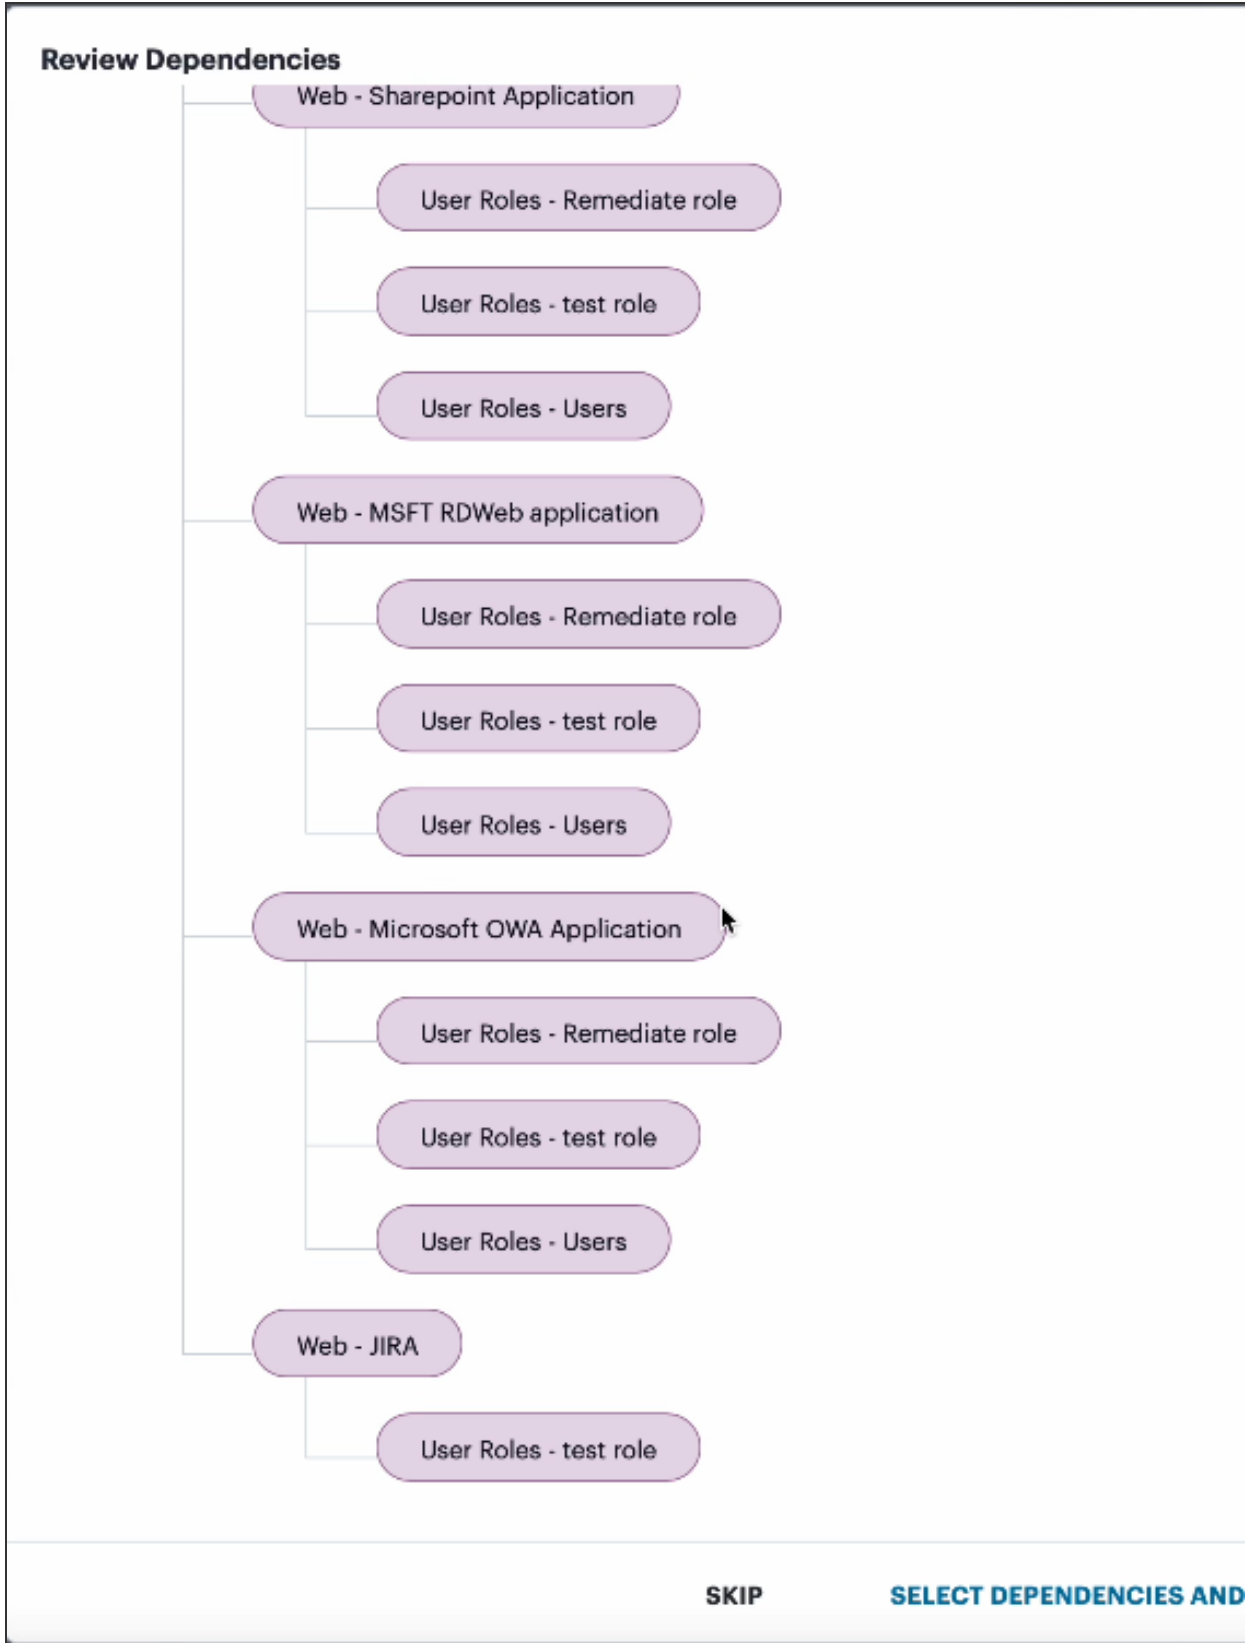 Review Dependencies
Web - Sharepoint Application
User Roles - Remediate role
User Roles - test role
User Roles - Users
Web - MSFT RDWeb application
User Roles - Remediate role
User Roles - test role
User Roles - Users
Web - Microsoft OWA Application
User Roles - Remediate role
User Roles - test role
User Roles - Users
Web - JIRA
User Roles - test role
SKIP SELECT DEPENDENCIES AND